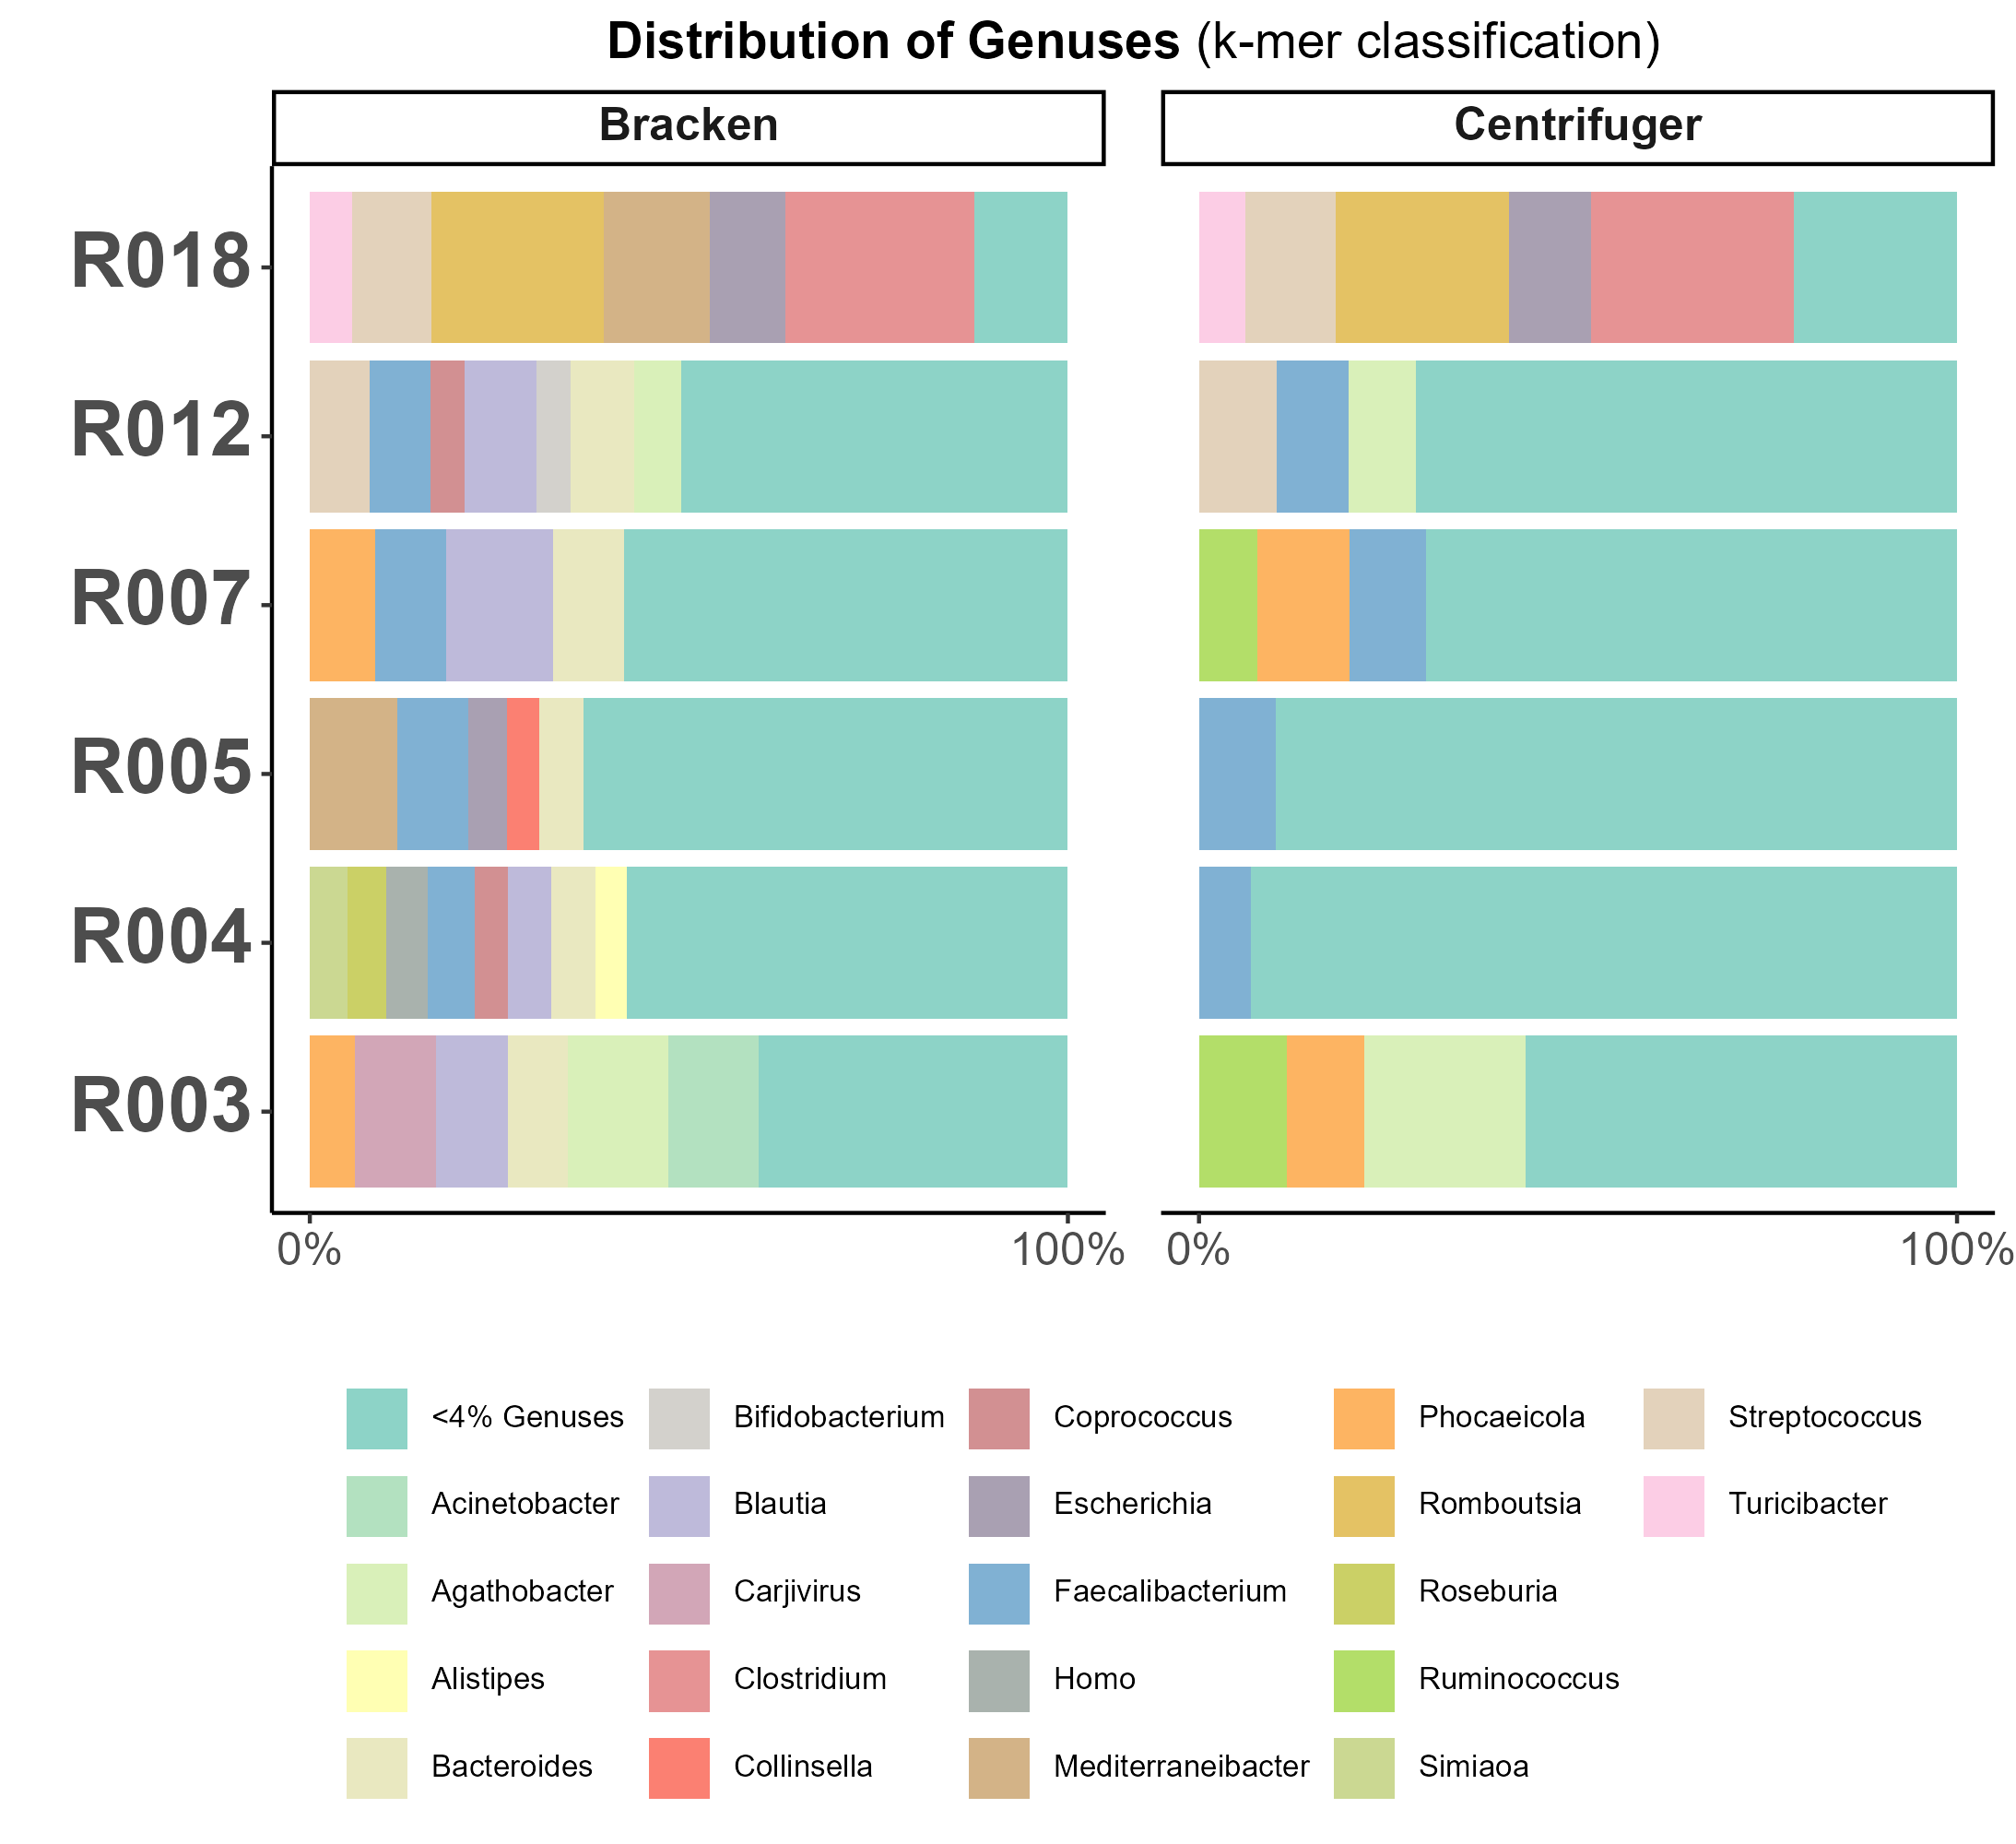 Distribution of Genuses (k-mer classification)
Bracken
Centrifuger
R018
R012
R007
R005
R004
R003
0% 100% 0% 100%
<4% Genuses
Acinetobacter
Agathobacter
Alistipes
Bacteroides
Bifidobacterium
Blautia
Carjivirus
Clostridium
Collinsella
Coprococcus
Escherichia
Faecalibacterium
Homo
Mediterraneibacter
Phocaeicola
Romboutsia
Roseburia
Ruminococcus
Simiaoa
Streptococcus
Turicibacter